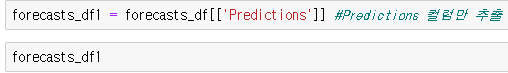 forecasts_df1 = forecasts_df[['Predictions']] #Predictions 컬럼만 추출
forecasts_df1